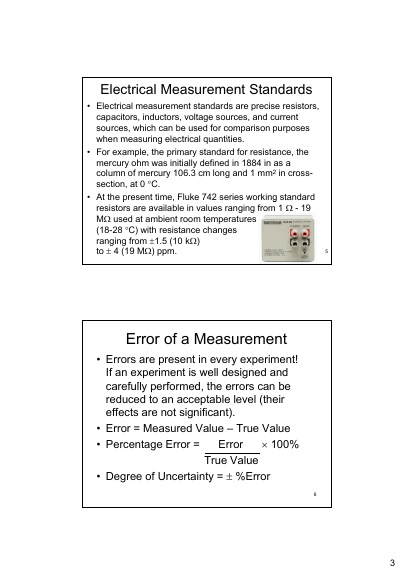 Electrical Measurement Standards
• Electrical measurement standards are precise resistors,
capacitors, inductors, voltage sources, and current
sources, which can be used for comparison purposes
when measuring electrical quantities.
• For example, the primary standard for resistance, the
mercury ohm was initially defined in 1884 in as a
column of mercury 106.3 cm long and 1 mm² in cross-
section, at 0 °C.
• At the present time, Fluke 742 series working standard
resistors are available in values ranging from 1 Ω - 19
MΩ used at ambient room temperatures
(18-28 °C) with resistance changes
ranging from ±1.5 (10 kΩ)
to ± 4 (19 MΩ) ppm.
5
Error of a Measurement
• Errors are present in every experiment!
If an experiment is well designed and
carefully performed, the errors can be
reduced to an acceptable level (their
effects are not significant).
• Error = Measured Value – True Value
• Percentage Error = Error × 100%
True Value
• Degree of Uncertainty = ± %Error
6
3